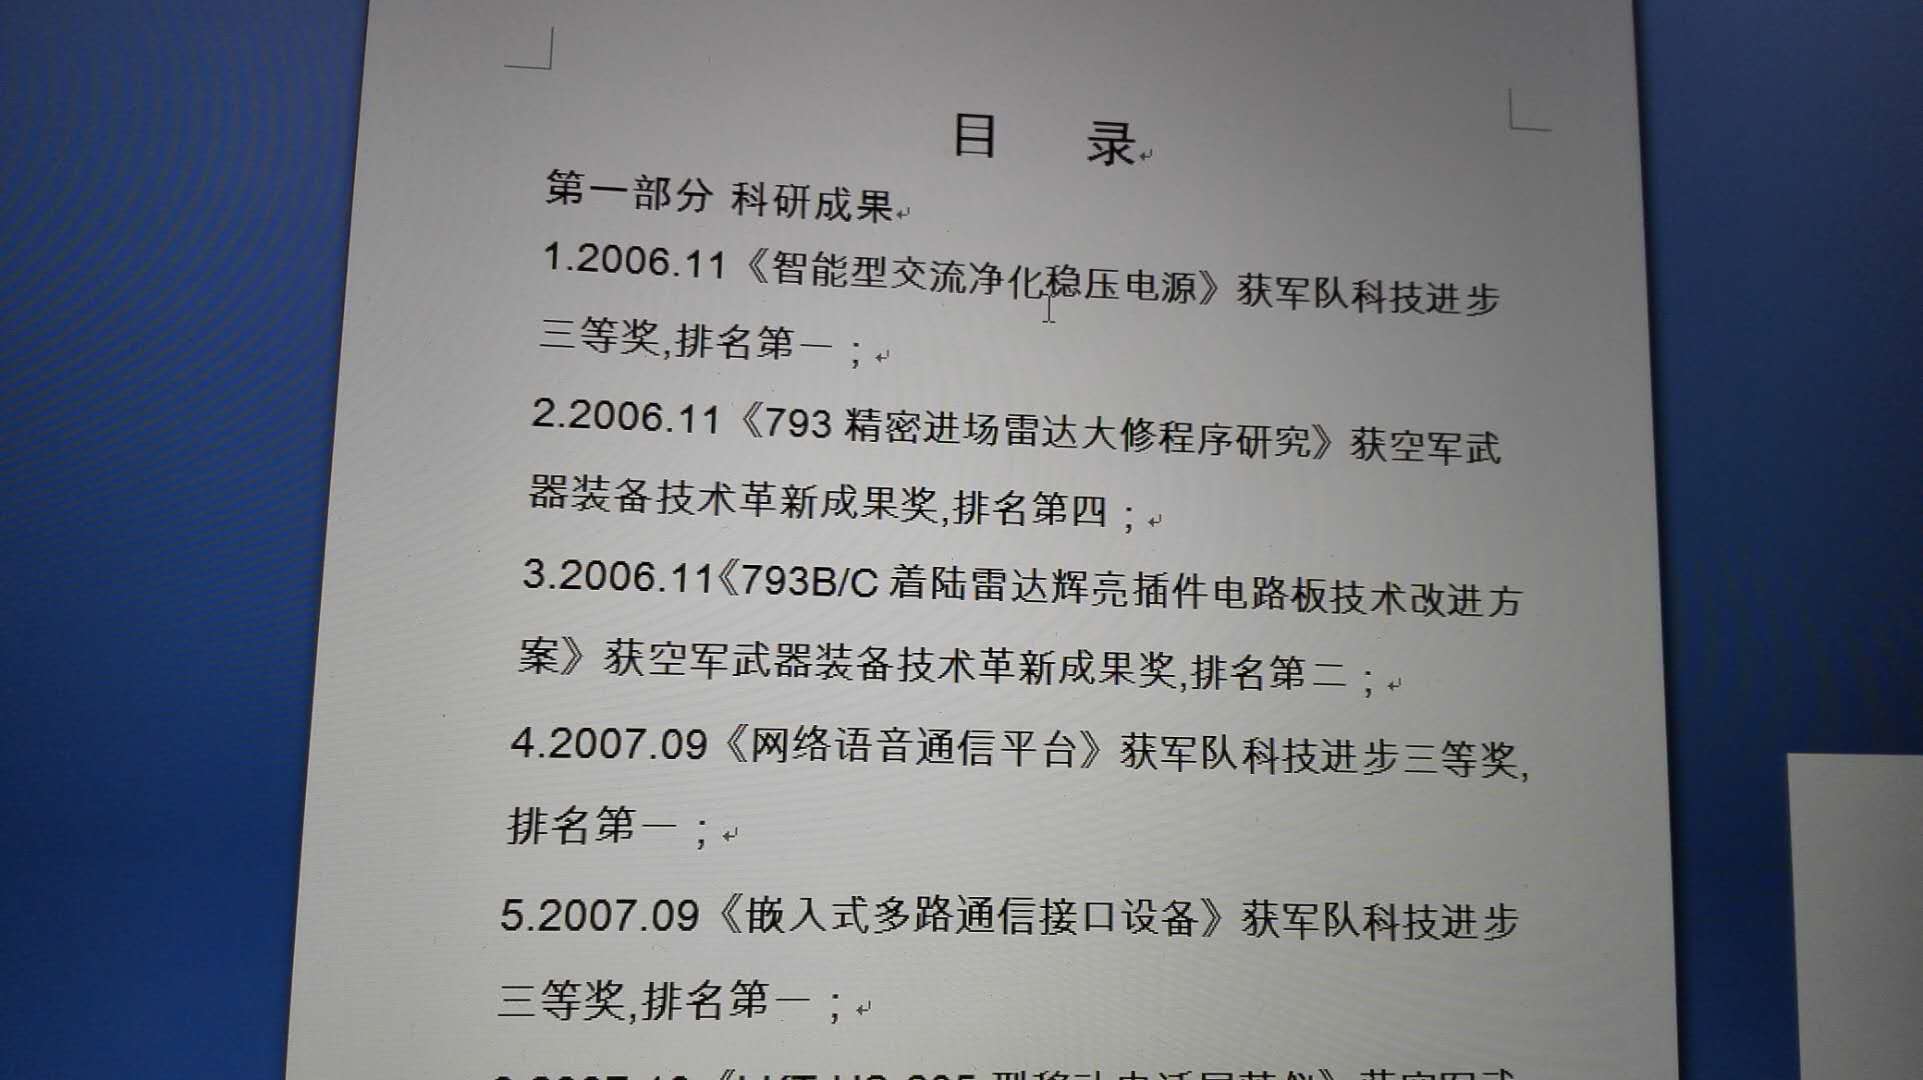 目 录
第一部分 科研成果
1.2006.11《智能型交流净化稳压电源》获军队科技进步
三等奖,排名第一；
2.2006.11《793 精密进场雷达大修程序研究》获空军武
器装备技术革新成果奖,排名第四；
3.2006.11《793B/C 着陆雷达辉亮插件电路板技术改进方
案》获空军武器装备技术革新成果奖,排名第二；
4.2007.09《网络语音通信平台》获军队科技进步三等奖,
排名第一；
5.2007.09《嵌入式多路通信接口设备》获军队科技进步
三等奖,排名第一；